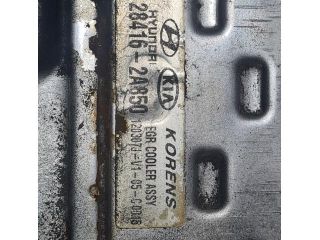 HYUNDAI KIA KORENS
28416-2A850
EGR COOLER ASSY